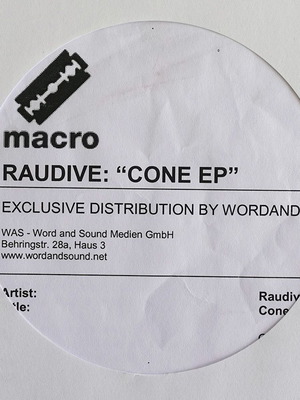 macro
RAUDIVE: “CONE EP”
EXCLUSIVE DISTRIBUTION BY WORDAND
WAS - Word and Sound Medien GmbH
Behringstr. 28a, Haus 3
www.wordandsound.net
Artist: Raudiv
tle: Cone